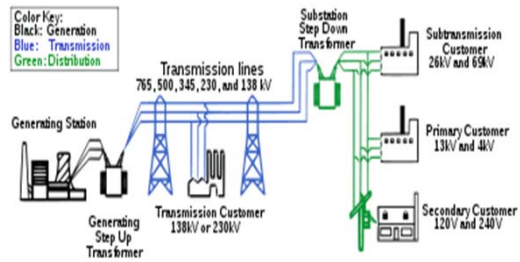 Color Key:
Black: Generation
Blue: Transmission
Green: Distribution
Substation
Step Down
Transformer
Subtransmission
Customer
26kV and 69kV
Transmission lines
765, 500, 345, 230, and 138 kV
Generating Station
Primary Customer
13kV and 4kV
Generating
Step Up
Transformer
Transmission Customer
138kV or 230kV
Secondary Customer
120V and 240V